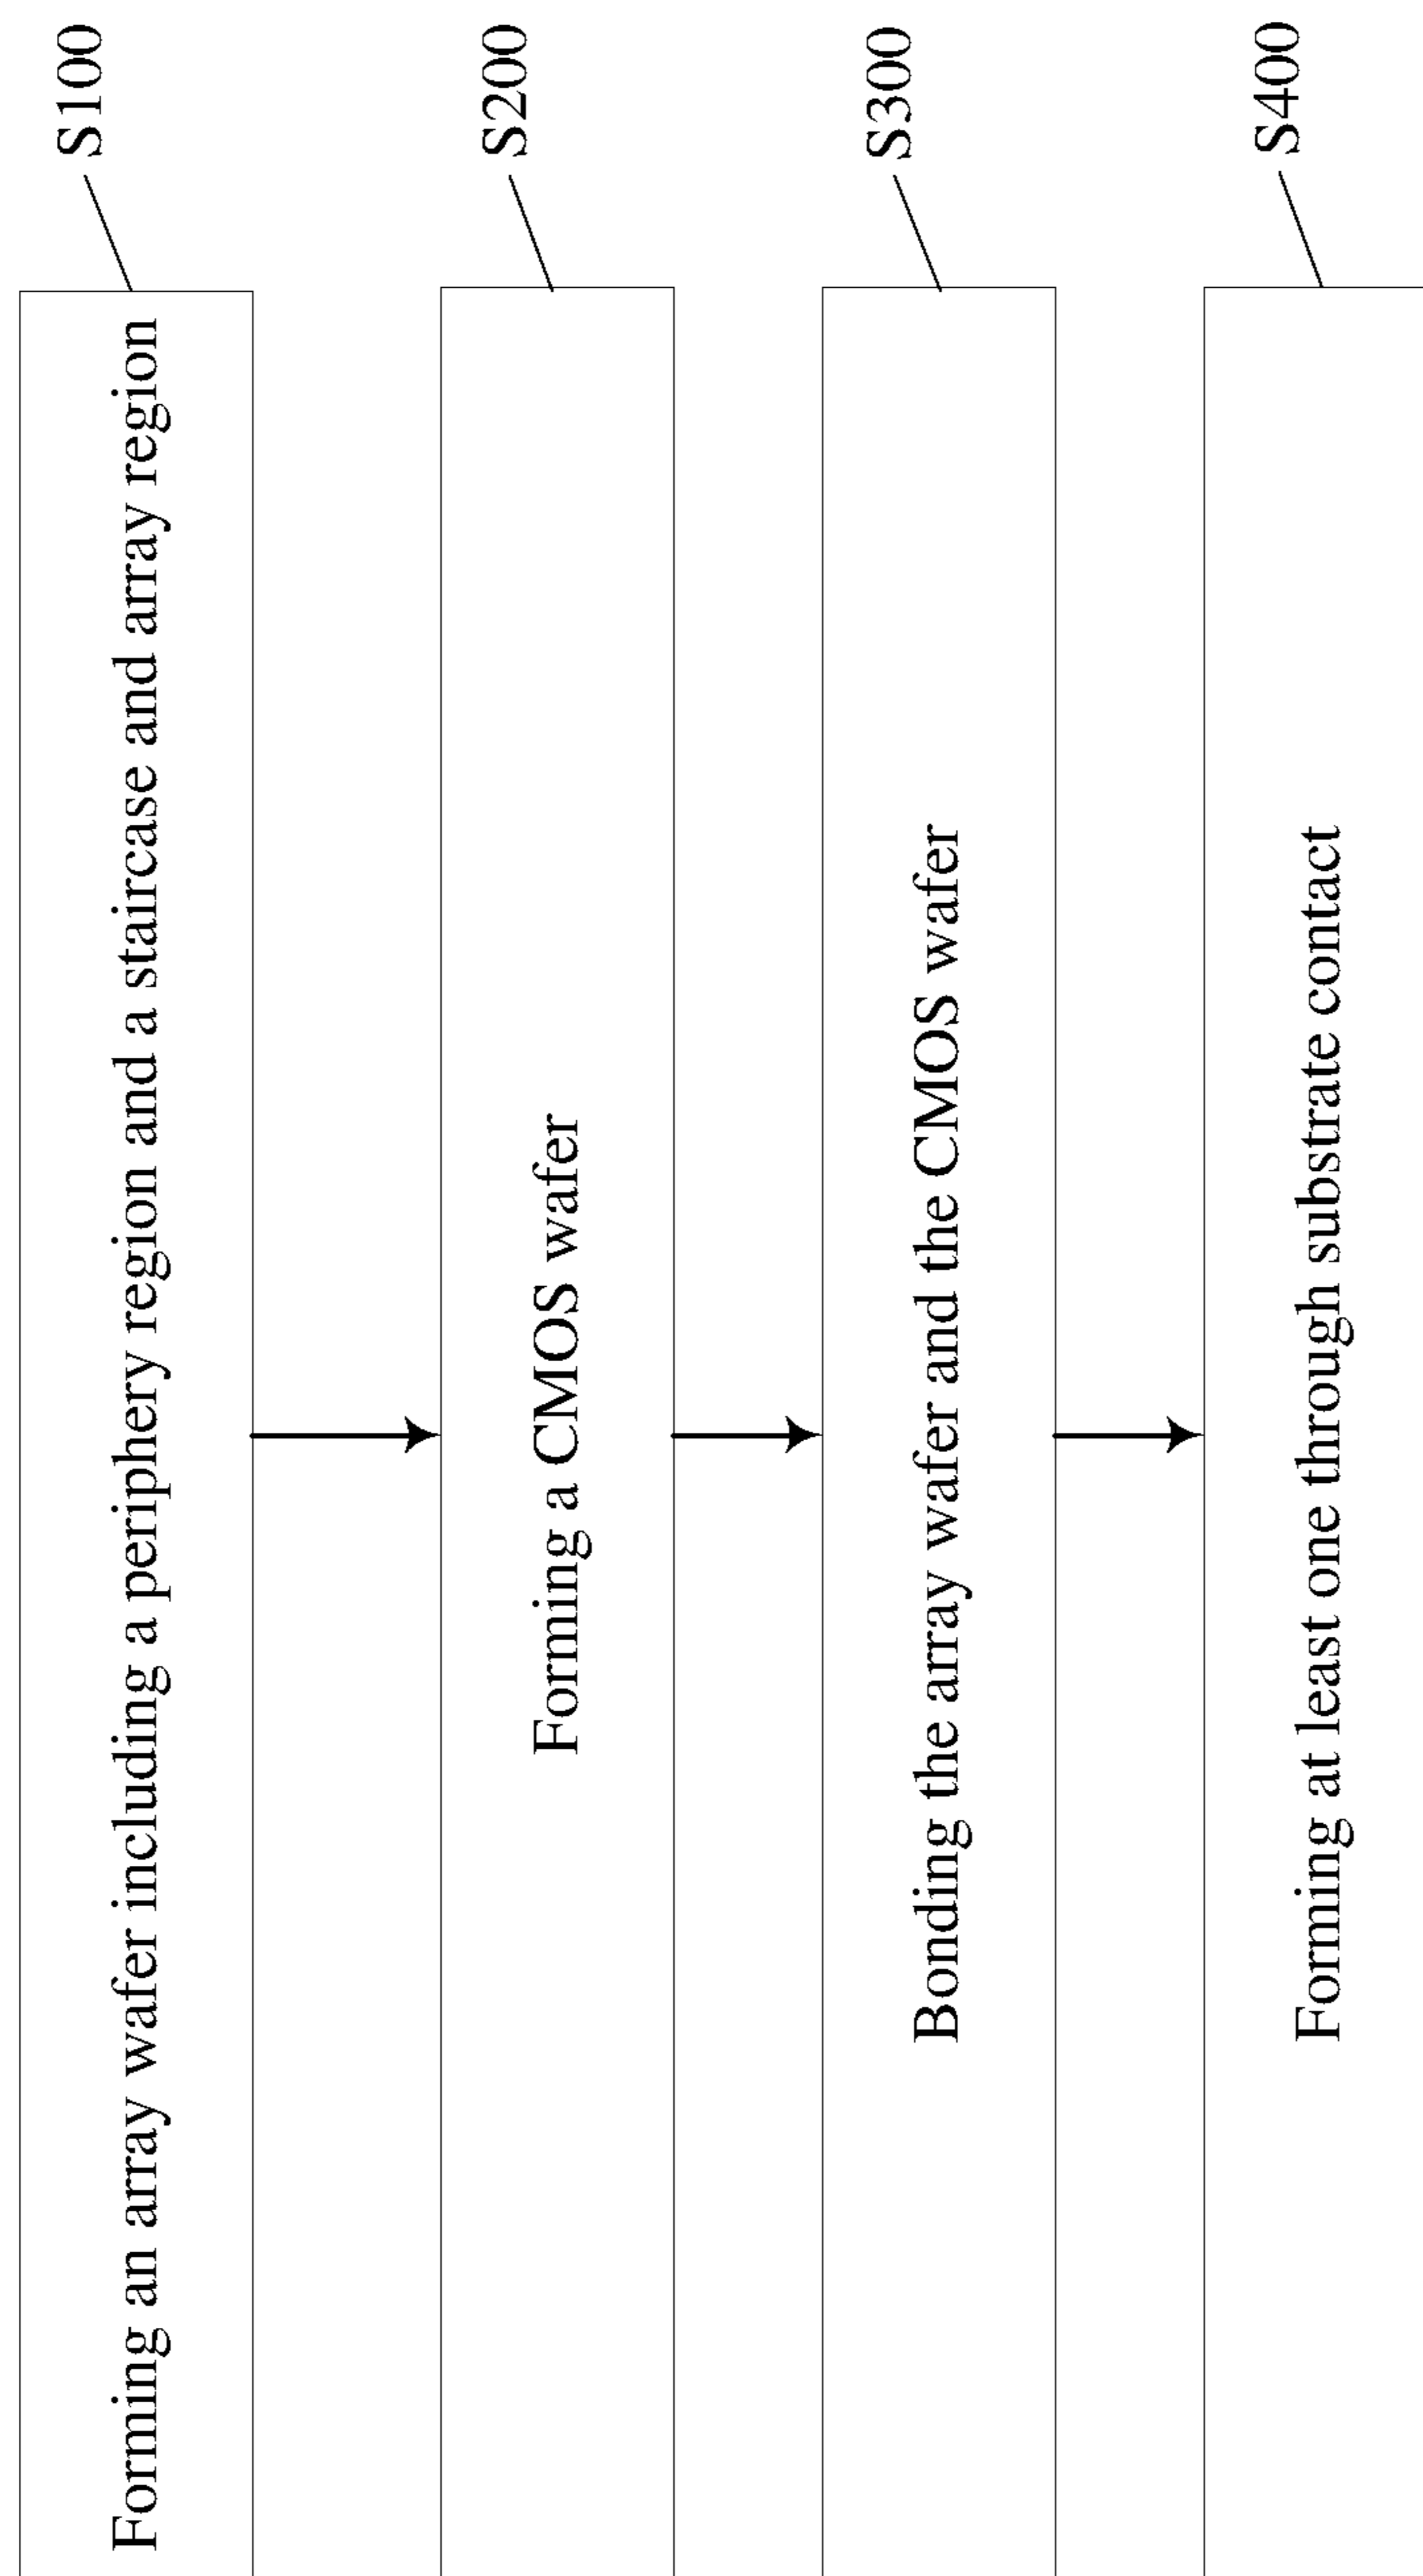 S100
Forming an array wafer including a periphery region and a staircase and array region
S200
Forming a CMOS wafer
S300
Bonding the array wafer and the CMOS wafer
S400
Forming at least one through substrate contact